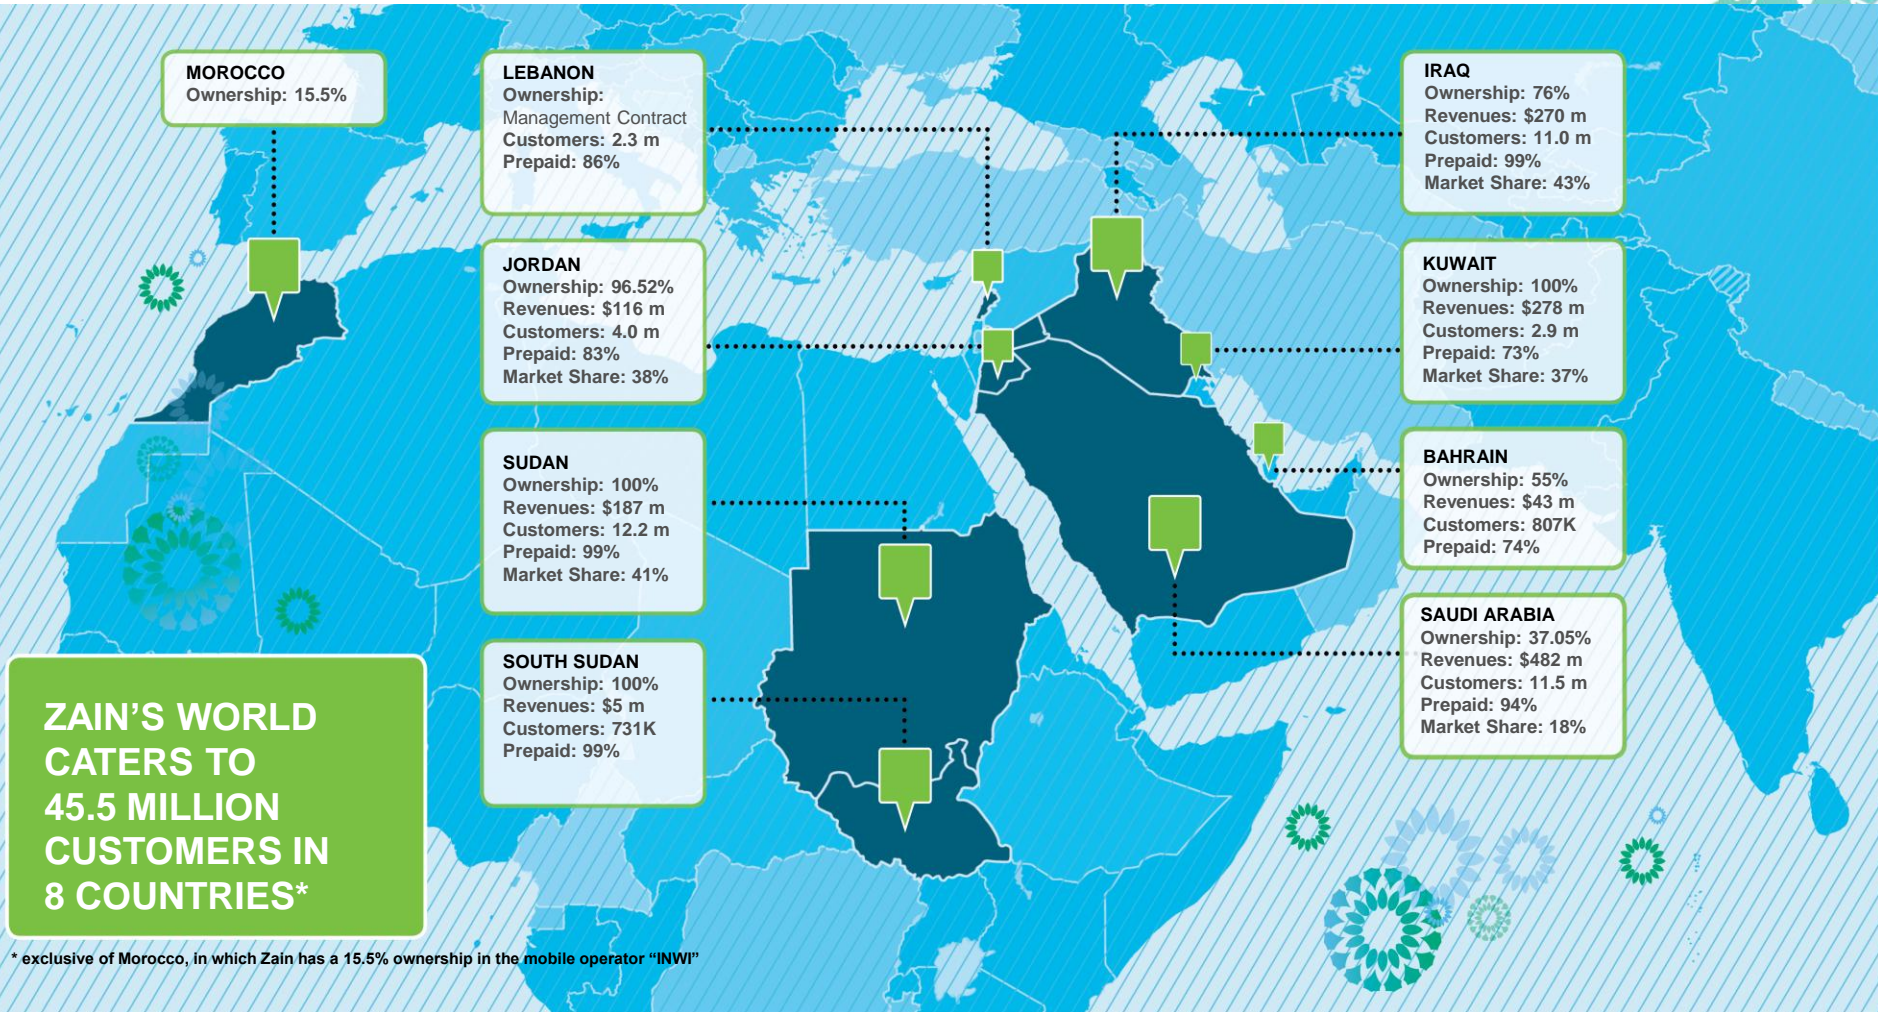 MOROCCO
Ownership: 15.5%
LEBANON
Ownership:
Management Contract
Customers: 2.3 m
Prepaid: 86%
IRAQ
Ownership: 76%
Revenues: $270 m
Customers: 11.0 m
Prepaid: 99%
Market Share: 43%
JORDAN
Ownership: 96.52%
Revenues: $116 m
Customers: 4.0 m
Prepaid: 83%
Market Share: 38%
KUWAIT
Ownership: 100%
Revenues: $278 m
Customers: 2.9 m
Prepaid: 73%
Market Share: 37%
SUDAN
Ownership: 100%
Revenues: $187 m
Customers: 12.2 m
Prepaid: 99%
Market Share: 41%
BAHRAIN
Ownership: 55%
Revenues: $43 m
Customers: 807K
Prepaid: 74%
SOUTH SUDAN
Ownership: 100%
Revenues: $5 m
Customers: 731K
Prepaid: 99%
SAUDI ARABIA
Ownership: 37.05%
Revenues: $482 m
Customers: 11.5 m
Prepaid: 94%
Market Share: 18%
ZAIN’S WORLD
CATERS TO
45.5 MILLION
CUSTOMERS IN
8 COUNTRIES*
* exclusive of Morocco, in which Zain has a 15.5% ownership in the mobile operator “INWI”